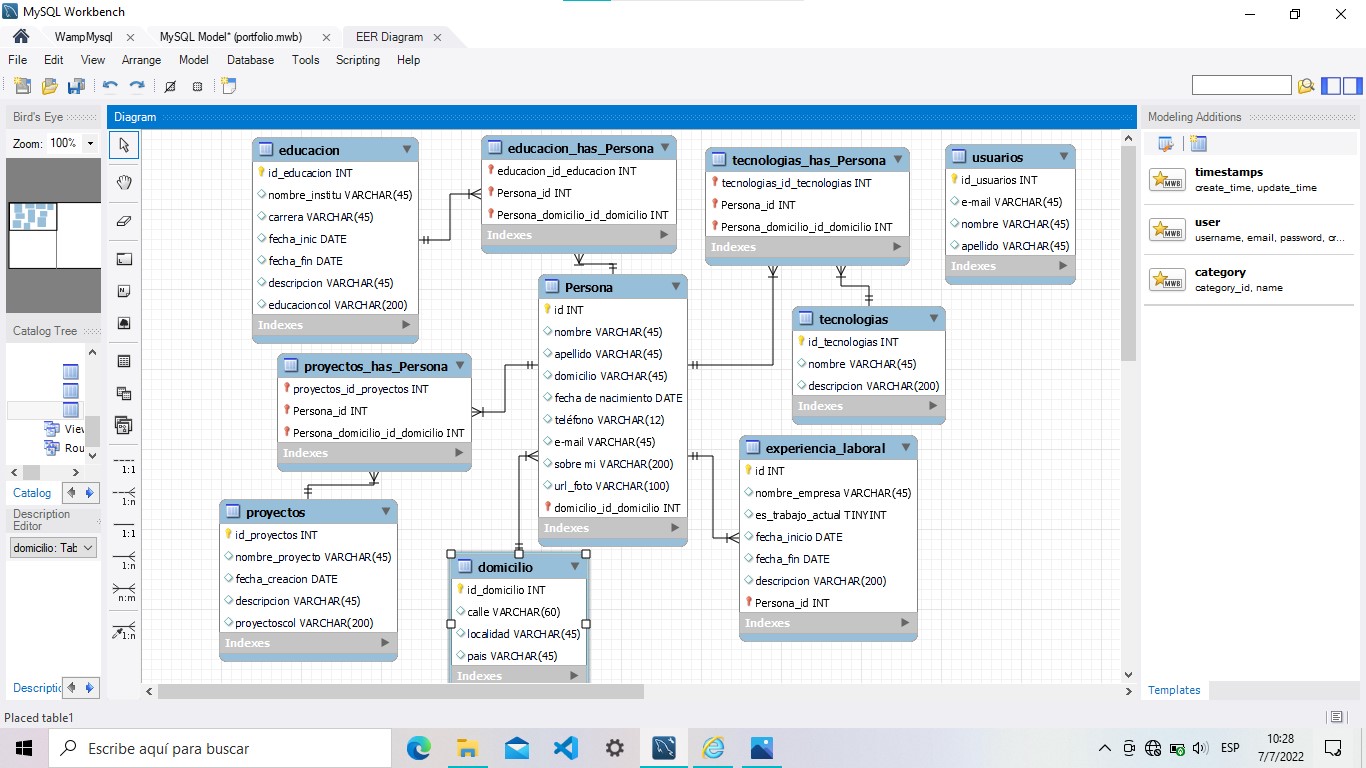 MySQL Workbench
WampMysql
MySQL Model* (portfolio.mwb)
EER Diagram
File Edit View Arrange Model Database Tools Scripting Help
Bird's Eye
Zoom: 100%
Catalog Tree
Catalog
Description
Editor
domicilio: Tab
Diagram
1:1
1:n
1:1
1:n
n:m
1:n
educacion
id_educacion INT
nombre_institu VARCHAR(45)
carrera VARCHAR(45)
fecha_inic DATE
fecha_fin DATE
descripcion VARCHAR(45)
educacioncol VARCHAR(200)
Indexes
educacion_has_Persona
educacion_id_educacion INT
Persona_id INT
Persona_domicilio_id_domicilio INT
Indexes
tecnologias_has_Persona
tecnologias_id_tecnologias INT
Persona_id INT
Persona_domicilio_id_domicilio INT
Indexes
usuarios
id_usuarios INT
e-mail VARCHAR(45)
nombre VARCHAR(45)
apellido VARCHAR(45)
Indexes
Persona
id INT
nombre VARCHAR(45)
apellido VARCHAR(45)
domicilio VARCHAR(45)
fecha de nacimiento DATE
teléfono VARCHAR(12)
e-mail VARCHAR(45)
sobre mi VARCHAR(200)
url_foto VARCHAR(100)
domicilio_id_domicilio INT
Indexes
tecnologias
id_tecnologias INT
nombre VARCHAR(45)
descripcion VARCHAR(200)
Indexes
proyectos_has_Persona
proyectos_id_proyectos INT
Persona_id INT
Persona_domicilio_id_domicilio INT
Indexes
experiencia_laboral
id INT
nombre_empresa VARCHAR(45)
es_trabajo_actual TINYINT
fecha_inicio DATE
fecha_fin DATE
descripcion VARCHAR(200)
Persona_id INT
Indexes
proyectos
id_proyectos INT
nombre_proyecto VARCHAR(45)
fecha_creacion DATE
descripcion VARCHAR(45)
proyectoscol VARCHAR(200)
Indexes
domicilio
id_domicilio INT
calle VARCHAR(60)
localidad VARCHAR(45)
pais VARCHAR(45)
Indexes
Modeling Additions
MWB
timestamps
create_time, update_time
MWB
user
username, email, password, cr...
MWB
category
category_id, name
Templates
Placed table1
Escribe aquí para buscar
ESP
10:28
7/7/2022